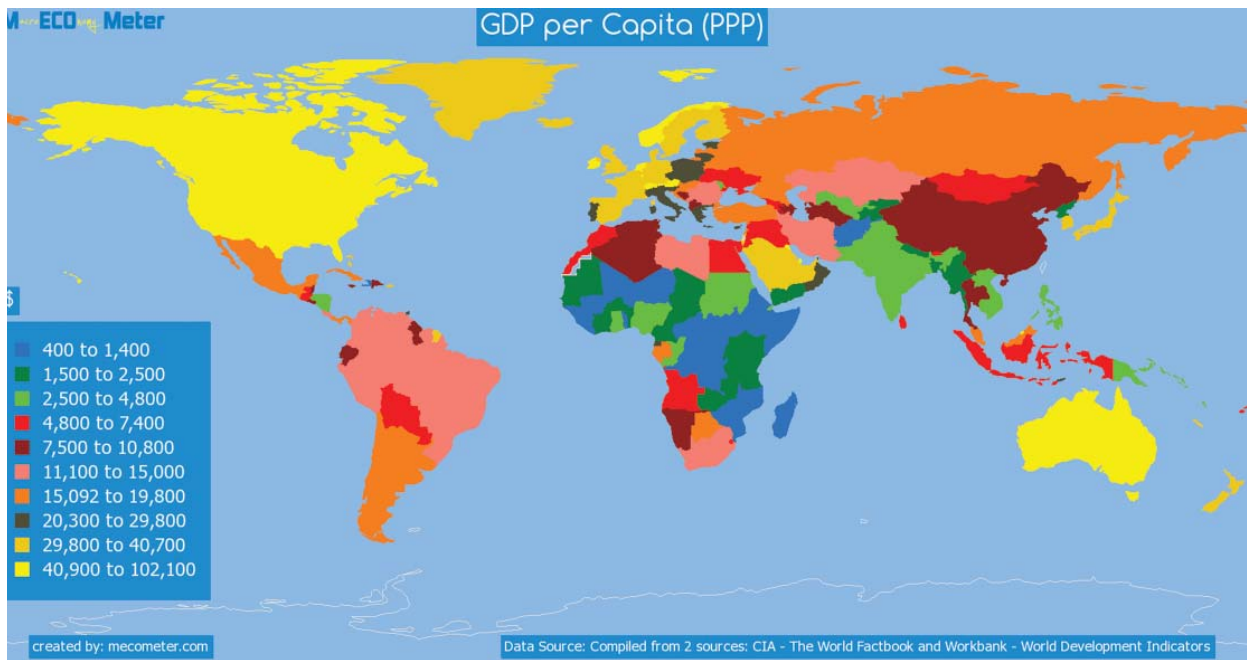 Macro ECOnomy Meter
GDP per Capita (PPP)
$
400 to 1,400
1,500 to 2,500
2,500 to 4,800
4,800 to 7,400
7,500 to 10,800
11,100 to 15,000
15,092 to 19,800
20,300 to 29,800
29,800 to 40,700
40,900 to 102,100
created by: mecometer.com
Data Source: Compiled from 2 sources: CIA - The World Factbook and Workbank - World Development Indicators